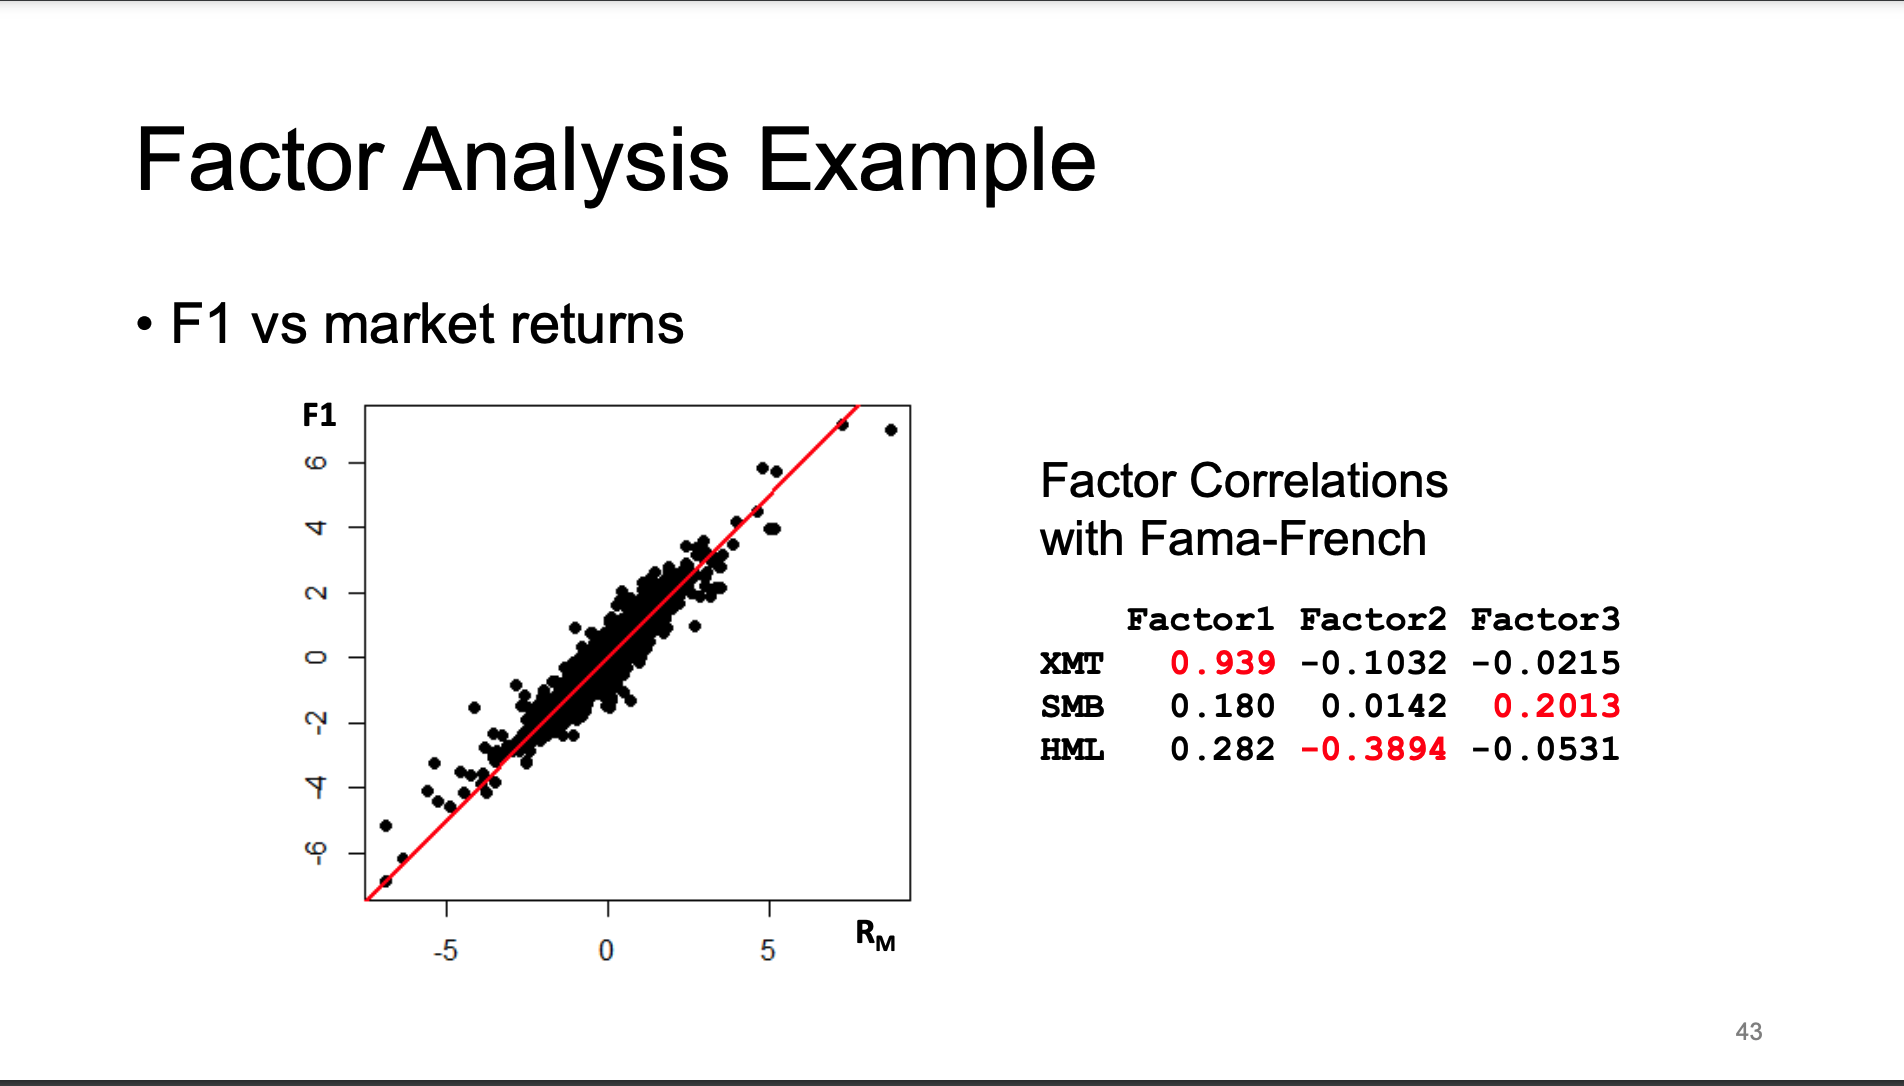 Factor Analysis Example
• F1 vs market returns
F1
6
4
2
0
-2
-4
-6
-5 0 5
RM
Factor Correlations
with Fama-French
Factor1 Factor2 Factor3
XMT 0.939 -0.1032 -0.0215
SMB 0.180 0.0142 0.2013
HML 0.282 -0.3894 -0.0531
43